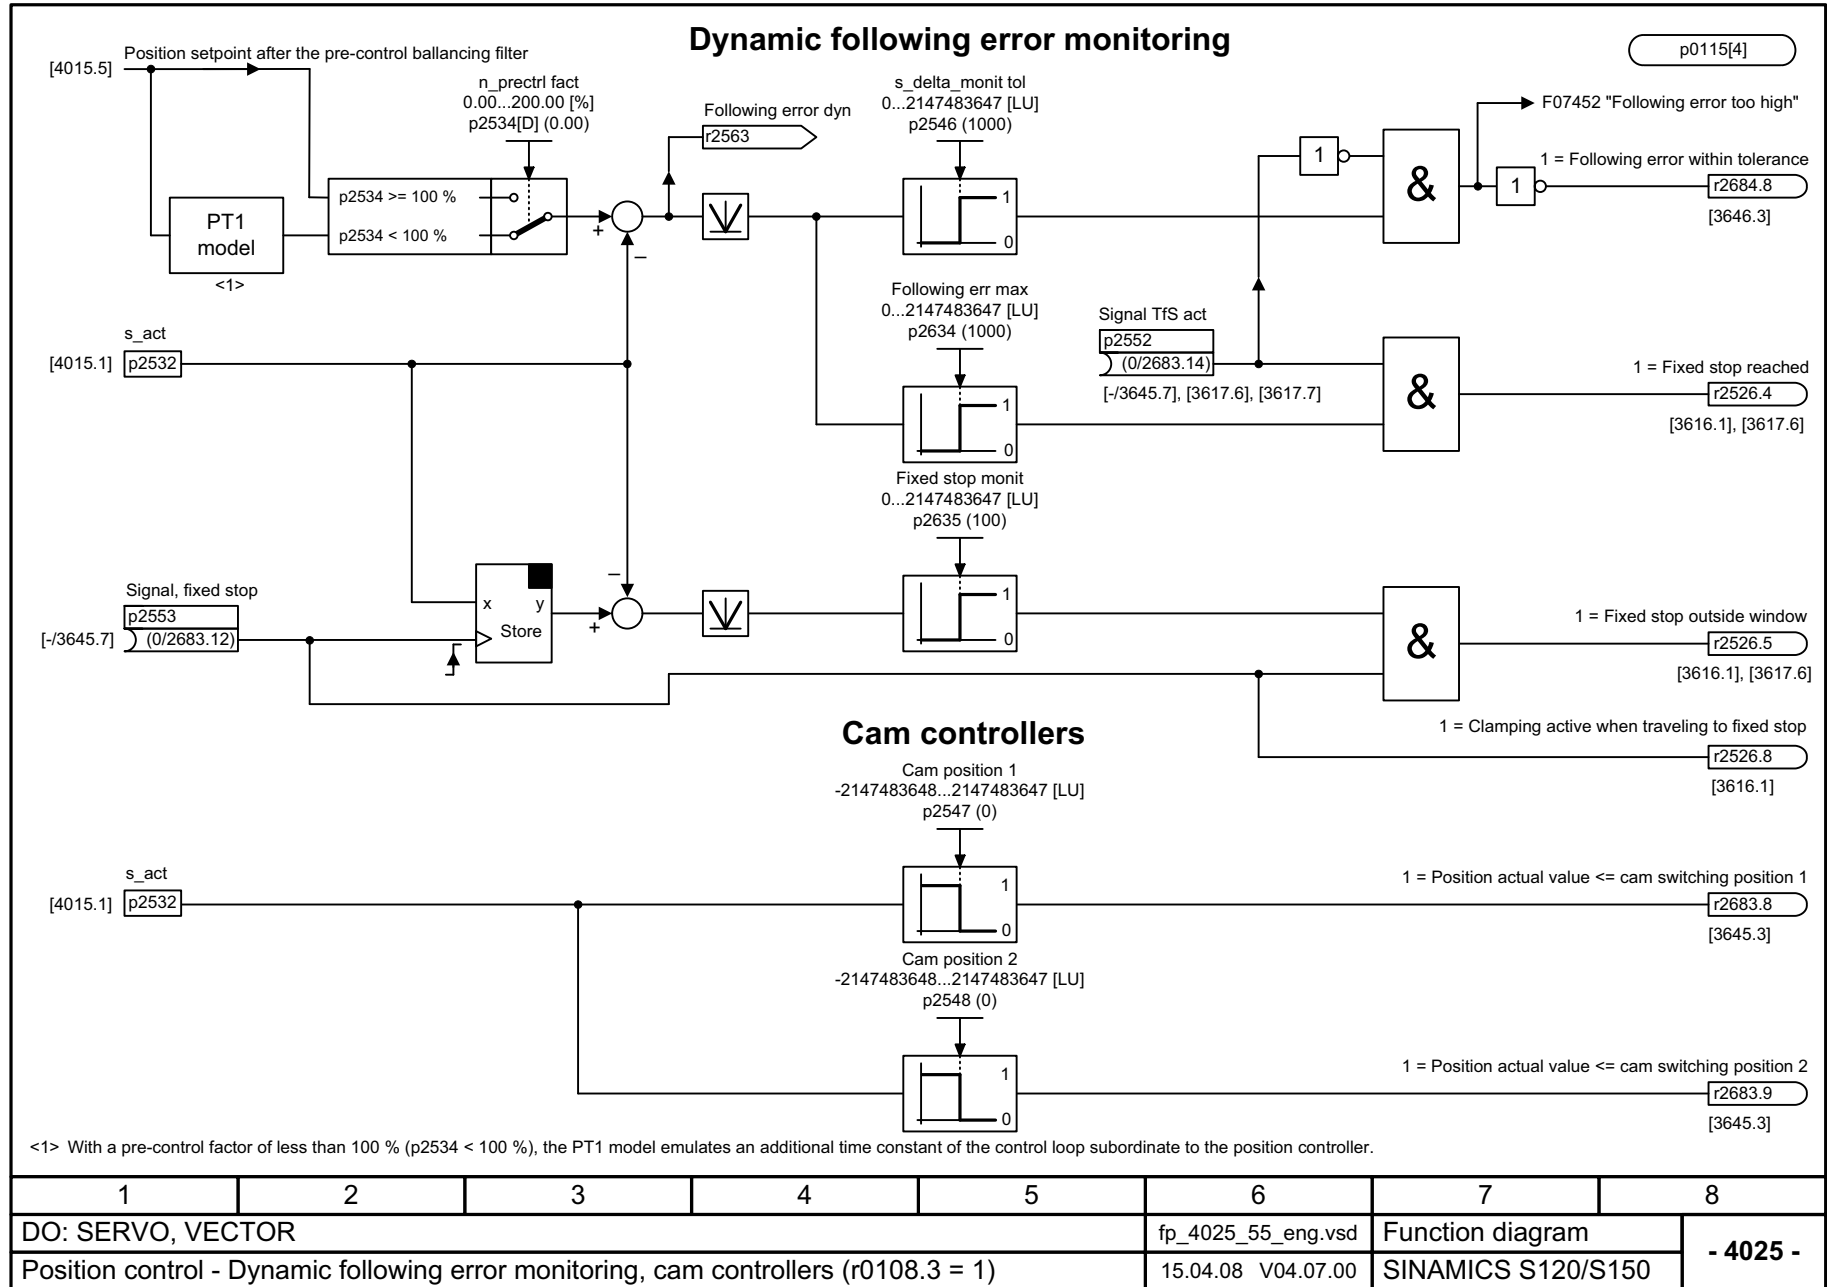 Dynamic following error monitoring
p0115[4]
Position setpoint after the pre-control ballancing filter
[4015.5]
n_prectrl fact
0.00...200.00 [%]
p2534[D] (0.00)
Following error dyn
r2563
s_delta_monit tol
0...2147483647 [LU]
p2546 (1000)
F07452 "Following error too high"
1
&
1 = Following error within tolerance
1
r2684.8
[3646.3]
p2534 >= 100 %
p2534 < 100 %
PT1
model
<1>
+
–
1
0
Following err max
0...2147483647 [LU]
p2634 (1000)
1
0
Signal TfS act
p2552
(0/2683.14)
[-/3645.7], [3617.6], [3617.7]
&
1 = Fixed stop reached
r2526.4
[3616.1], [3617.6]
s_act
[4015.1]
p2532
Fixed stop monit
0...2147483647 [LU]
p2635 (100)
1
0
Signal, fixed stop
p2553
[-/3645.7]
(0/2683.12)
x
y
Store
–
+
&
1 = Fixed stop outside window
r2526.5
[3616.1], [3617.6]
1 = Clamping active when traveling to fixed stop
r2526.8
[3616.1]
Cam controllers
Cam position 1
-2147483648...2147483647 [LU]
p2547 (0)
s_act
[4015.1]
p2532
1
0
1 = Position actual value <= cam switching position 1
r2683.8
[3645.3]
Cam position 2
-2147483648...2147483647 [LU]
p2548 (0)
1
0
1 = Position actual value <= cam switching position 2
r2683.9
[3645.3]
<1> With a pre-control factor of less than 100 % (p2534 < 100 %), the PT1 model emulates an additional time constant of the control loop subordinate to the position controller.
1 2 3 4 5 6 7 8
DO: SERVO, VECTOR
fp_4025_55_eng.vsd
Function diagram
- 4025 -
Position control - Dynamic following error monitoring, cam controllers (r0108.3 = 1)
15.04.08 V04.07.00
SINAMICS S120/S150